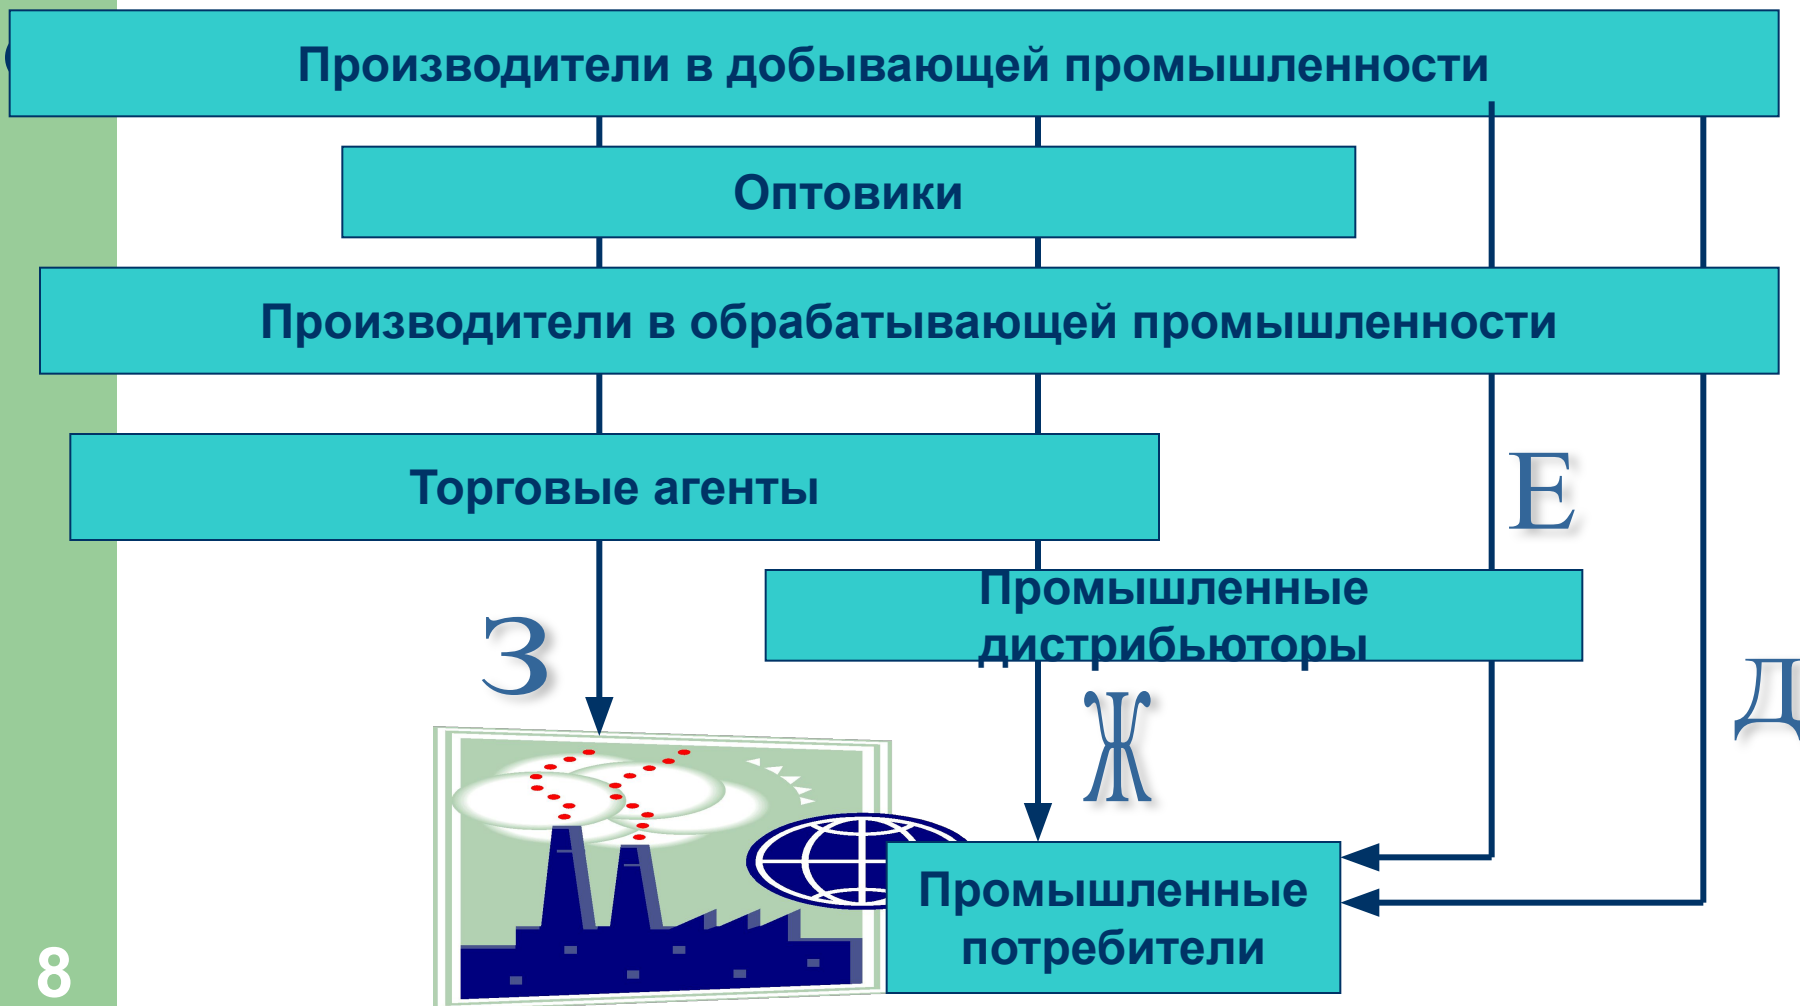 Производители в добывающей промышленности
Оптовики
Производители в обрабатывающей промышленности
Торговые агенты
Е
Промышленные
дистрибьюторы
З
Д
Ж
Промышленные
потребители
8